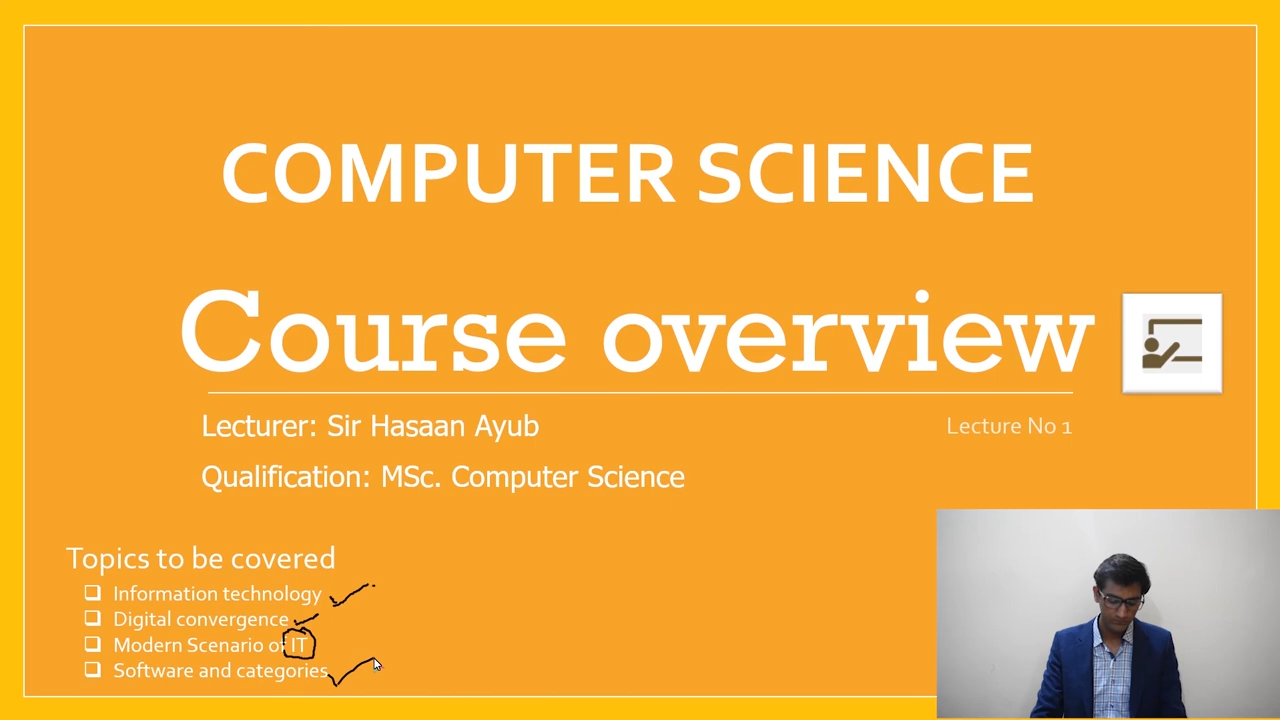 COMPUTER SCIENCE
Course overview
Lecturer: Sir Hasaan Ayub
Lecture No 1
Qualification: MSc. Computer Science
Topics to be covered
Information technology
Digital convergence
Modern Scenario of IT
Software and categories